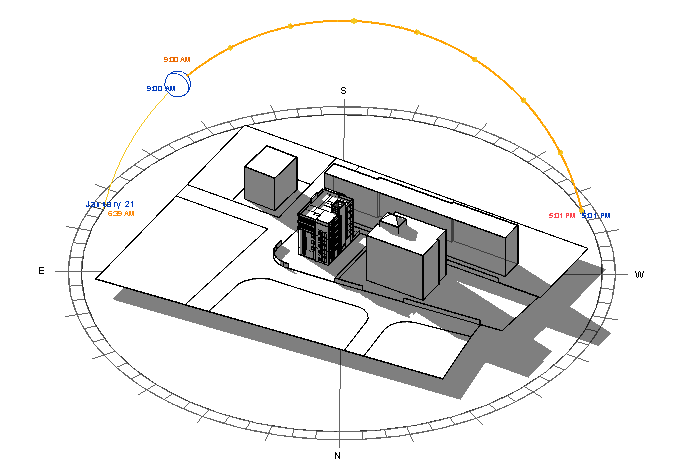 9:00 AM
9:00 AM
S
January 21
6:39 AM
5:01 PM
5:01 PM
E
W
N